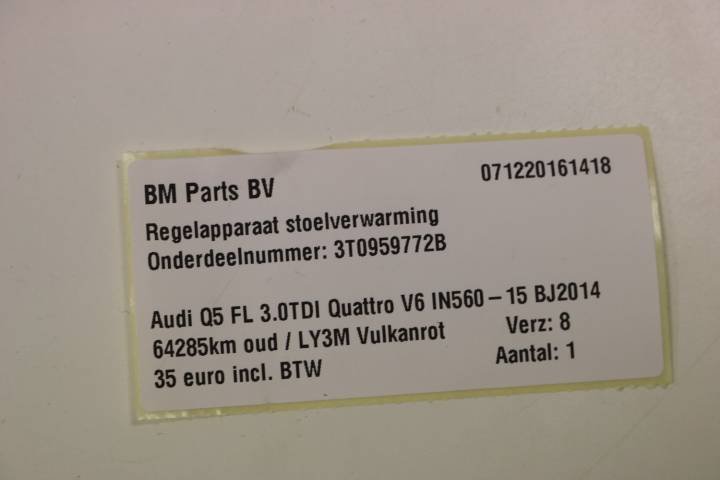 BM Parts BV 071220161418
Regelapparaat stoelverwarming
Onderdeelnummer: 3T0959772B
Audi Q5 FL 3.0TDI Quattro V6 IN560 – 15 BJ2014
64285km oud / LY3M Vulkanrot Verz: 8
35 euro incl. BTW Aantal: 1